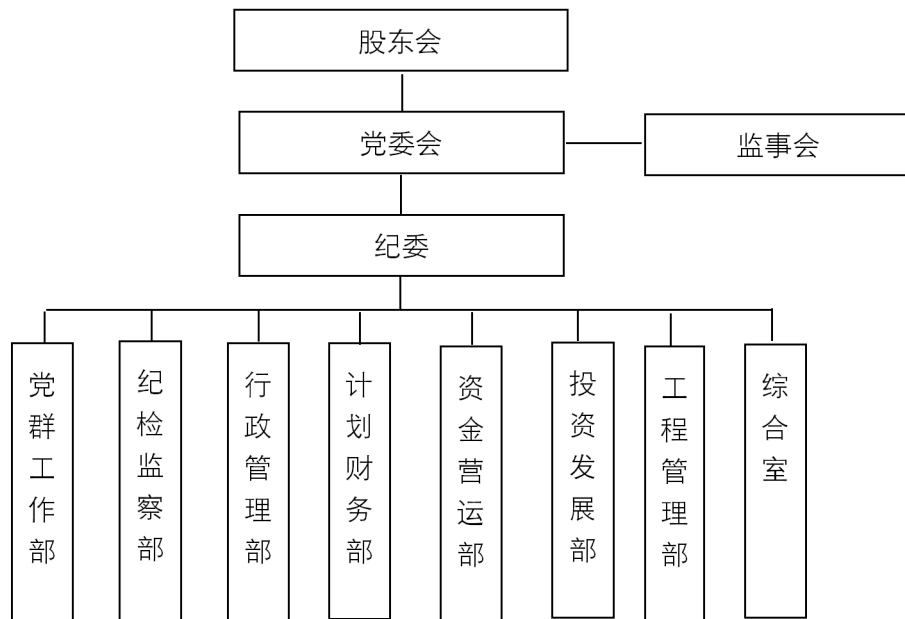 股东会
党委会
监事会
纪委
党群工作部
纪检监察部
行政管理部
计划财务部
资金营运部
投资发展部
工程管理部
综合室